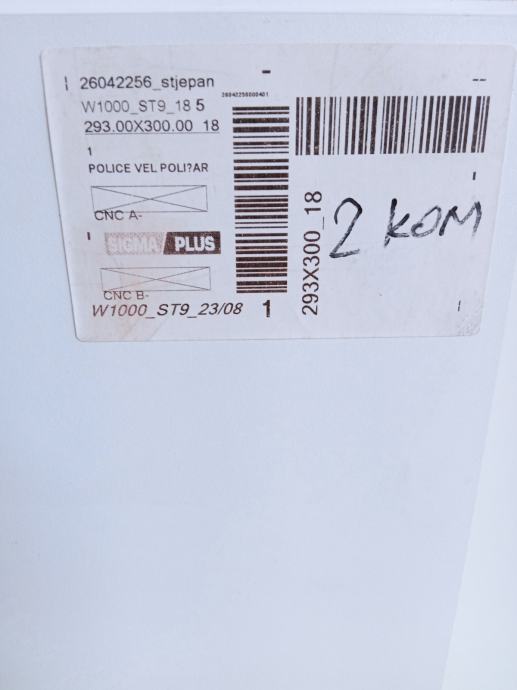 26042256_stjepan
26042256000401
W1000_ST9_18 5
293.00X300.00 18
1
POLICE VEL POLI?AR
CNC A-
SIGMA PLUS
CNC B-
W1000_ST9_23/08
1
293X300_18
2 KOM